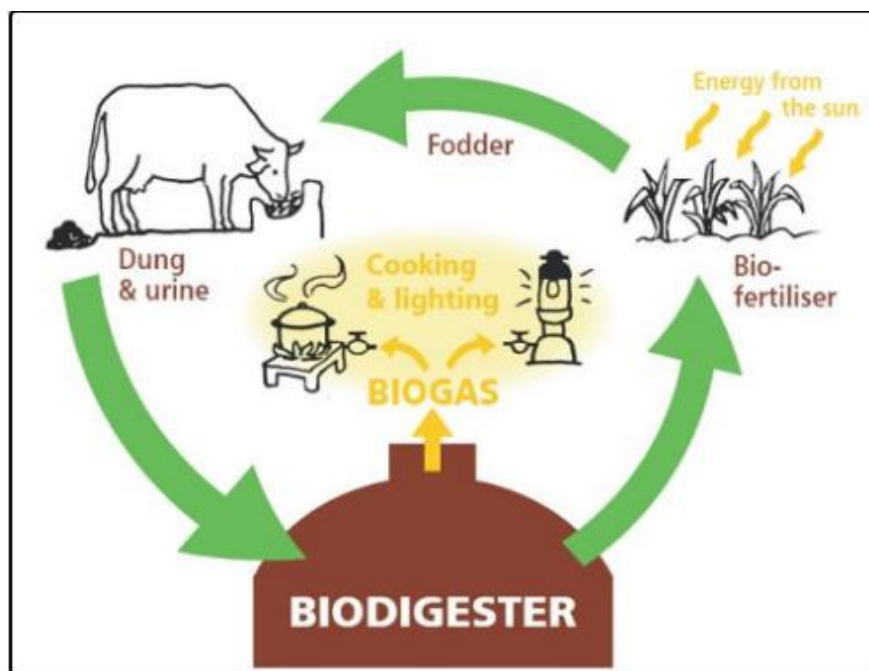 Energy from
the sun
Fodder
Dung
& urine
Cooking
& lighting
Bio-
fertiliser
BIOGAS
BIODIGESTER